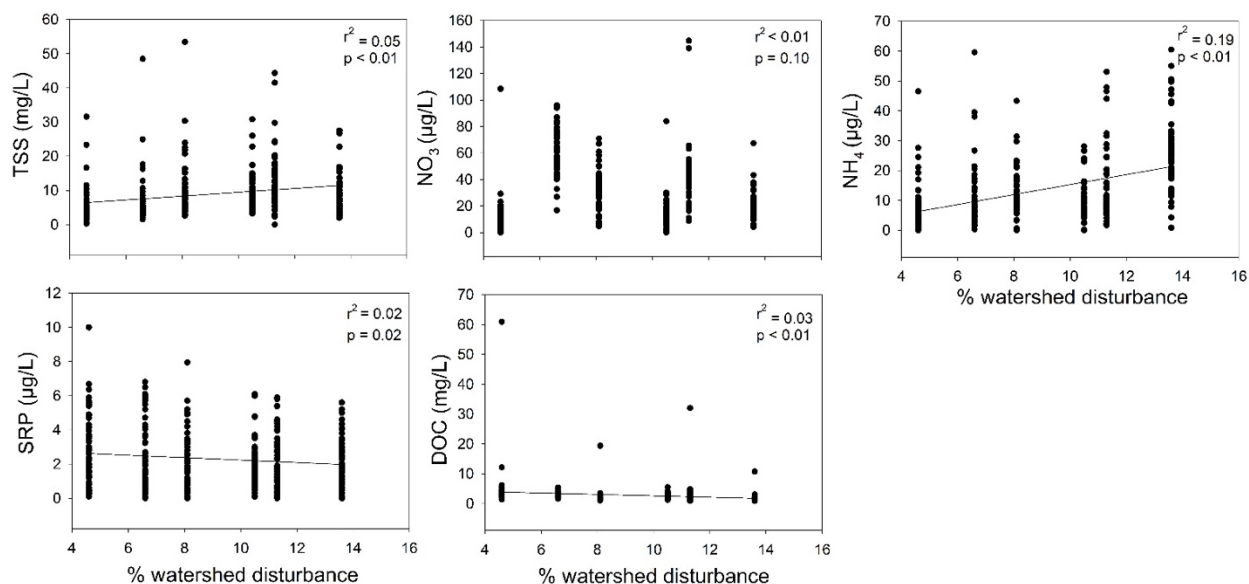 60
50
40
30
20
10
0
TSS (mg/L)
r² = 0.05
p < 0.01
160
140
120
100
80
60
40
20
0
NO₃ (µg/L)
r² < 0.01
p = 0.10
70
60
50
40
30
20
10
0
NH₄ (µg/L)
r² = 0.19
p < 0.01
4 6 8 10 12 14 16
% watershed disturbance
12
10
8
6
4
2
0
SRP (µg/L)
r² = 0.02
p = 0.02
4 6 8 10 12 14 16
% watershed disturbance
70
60
50
40
30
20
10
0
DOC (mg/L)
r² = 0.03
p < 0.01
4 6 8 10 12 14 16
% watershed disturbance